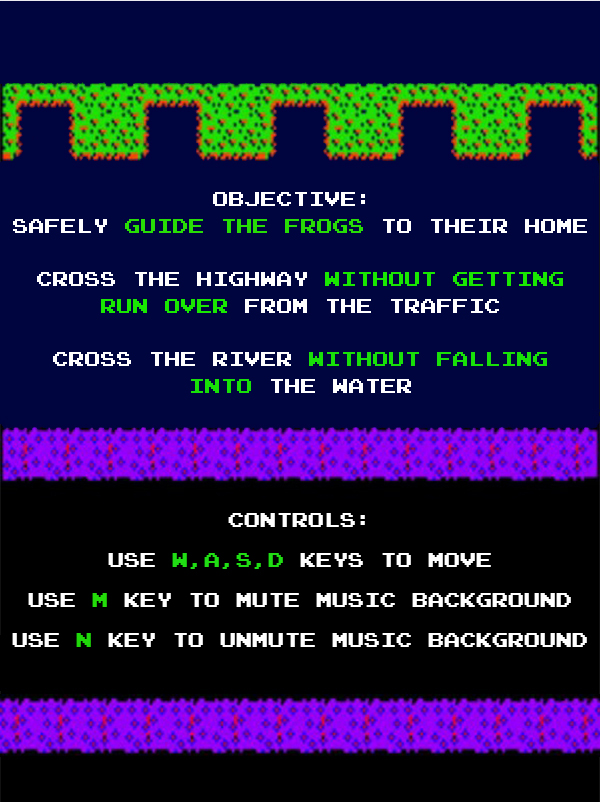 OBJECTIVE:
SAFELY GUIDE THE FROGS TO THEIR HOME
CROSS THE HIGHWAY WITHOUT GETTING
RUN OVER FROM THE TRAFFIC
CROSS THE RIVER WITHOUT FALLING
INTO THE WATER
CONTROLS:
USE W,A,S,D KEYS TO MOVE
USE M KEY TO MUTE MUSIC BACKGROUND
USE N KEY TO UNMUTE MUSIC BACKGROUND